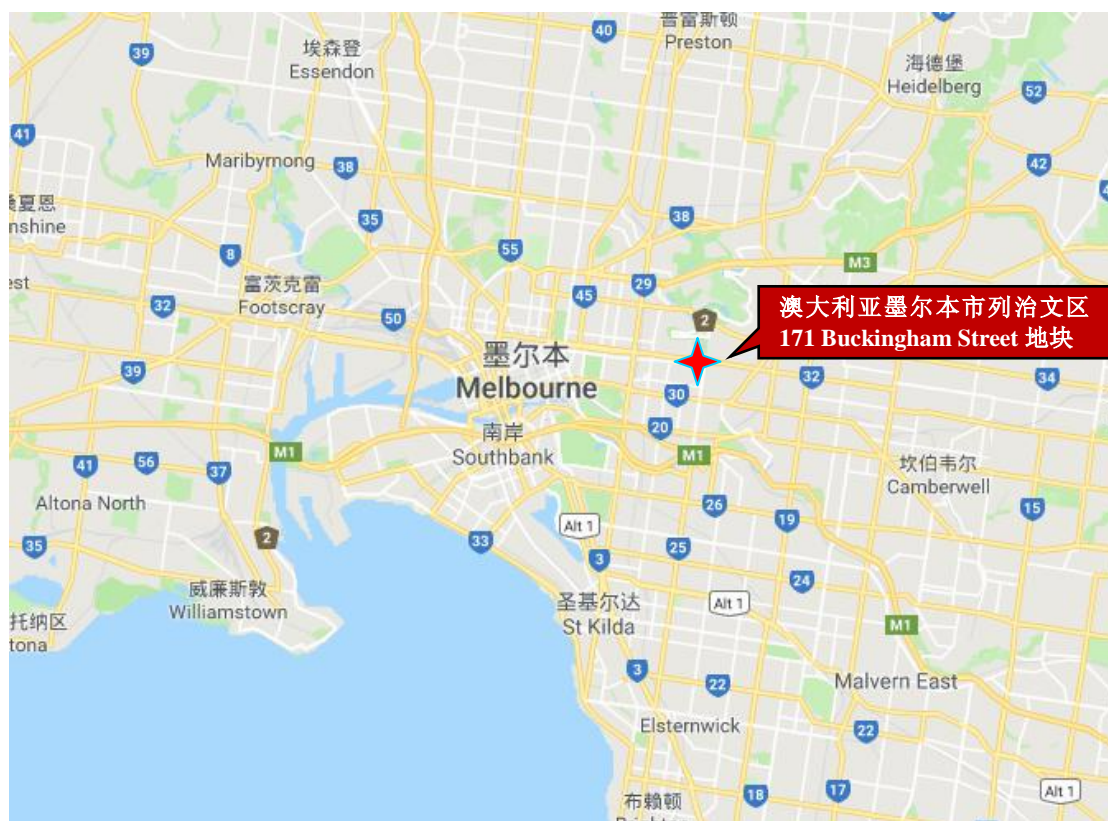 39
40
普雷斯顿
Preston
埃森登
Essendon
海德堡
Heidelberg
52
41
Maribyrnong
38
42
夏恩
nshine
35
38
8
55
M3
est
富茨克雷
Footscray
29
45
32
50
2
澳大利亚墨尔本市列治文区
171 Buckingham Street 地块
墨尔本
Melbourne
39
32
34
30
南岸
Southbank
20
M1
M1
41
56
37
坎伯韦尔
Camberwell
Altona North
26
15
19
Alt 1
2
33
35
25
3
24
威廉斯敦
Williamstown
圣基尔达
St Kilda
Alt 1
托纳区
tona
M1
3
22
Malvern East
Elsternwick
22
布赖顿
18
17
Alt 1